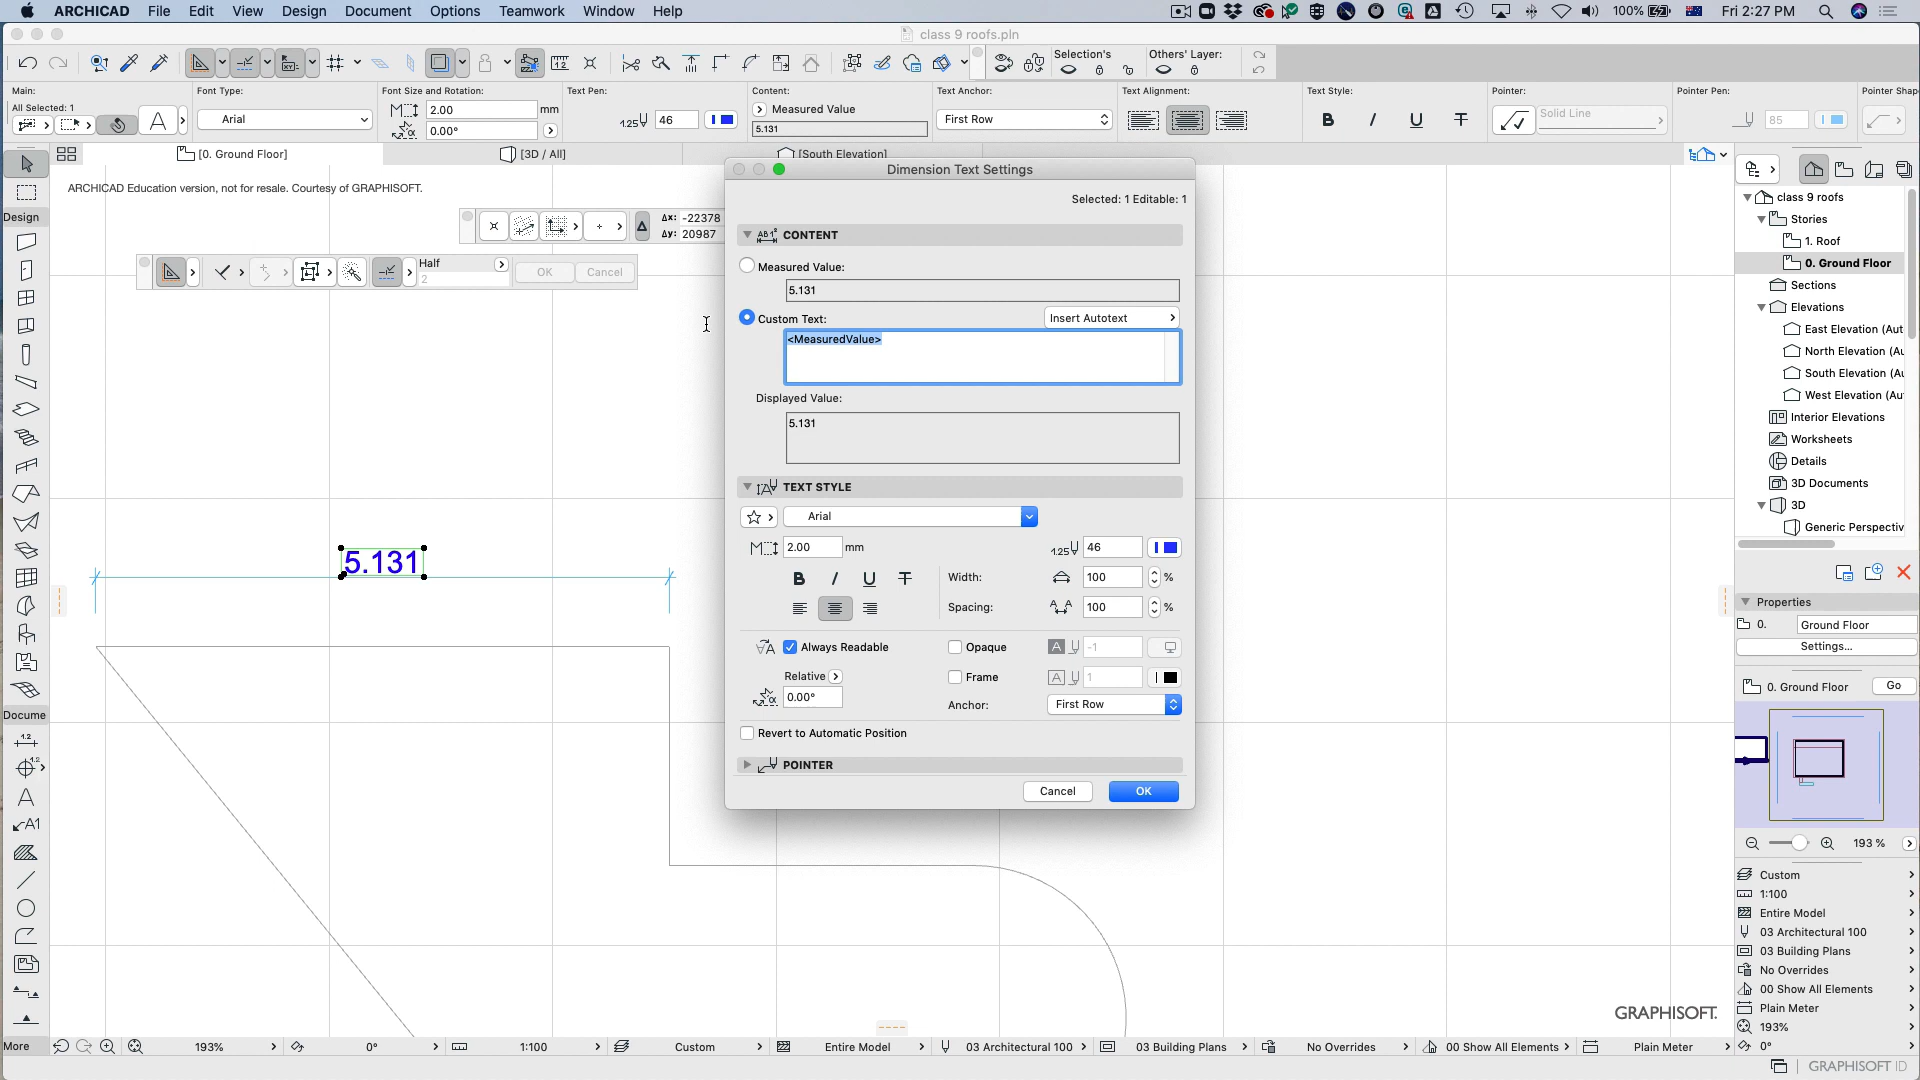 ARCHICAD File Edit View Design Document Options Teamwork Window Help
100% Fri 2:27 PM
class 9 roofs.pln
Selection's
Others' Layer:
Main:
All Selected: 1
Font Type:
Arial
Font Size and Rotation:
2.00 mm
0.00°
Text Pen:
1.25 46
Content:
Measured Value
5.131
Text Anchor:
First Row
Text Alignment:
Text Style:
B I U T
Pointer:
Solid Line
Pointer Pen:
85
Pointer Shap
[0. Ground Floor]
[3D / All]
[South Elevation]
ARCHICAD Education version, not for resale. Courtesy of GRAPHISOFT.
Δx: -22378
Δy: 20987
Half
2
OK
Cancel
Design
Docume
More
5.131
Dimension Text Settings
Selected: 1 Editable: 1
CONTENT
Measured Value:
5.131
Custom Text:
Insert Autotext
<MeasuredValue>
Displayed Value:
5.131
TEXT STYLE
Arial
2.00 mm
1.25 46
B I U T
Width: 100 %
Spacing: 100 %
Always Readable
Opaque
-1
Relative
0.00°
Frame
1
Anchor:
First Row
Revert to Automatic Position
POINTER
Cancel
OK
class 9 roofs
Stories
1. Roof
0. Ground Floor
Sections
Elevations
East Elevation (Aut
North Elevation (Au
South Elevation (Au
West Elevation (Au
Interior Elevations
Worksheets
Details
3D Documents
3D
Generic Perspectiv
Properties
0. Ground Floor
Settings...
0. Ground Floor
Go
193 %
Custom
1:100
Entire Model
03 Architectural 100
03 Building Plans
No Overrides
00 Show All Elements
Plain Meter
193%
0°
GRAPHISOFT.
193%
0°
1:100
Custom
Entire Model
03 Architectural 100
03 Building Plans
No Overrides
00 Show All Elements
Plain Meter
GRAPHISOFT ID